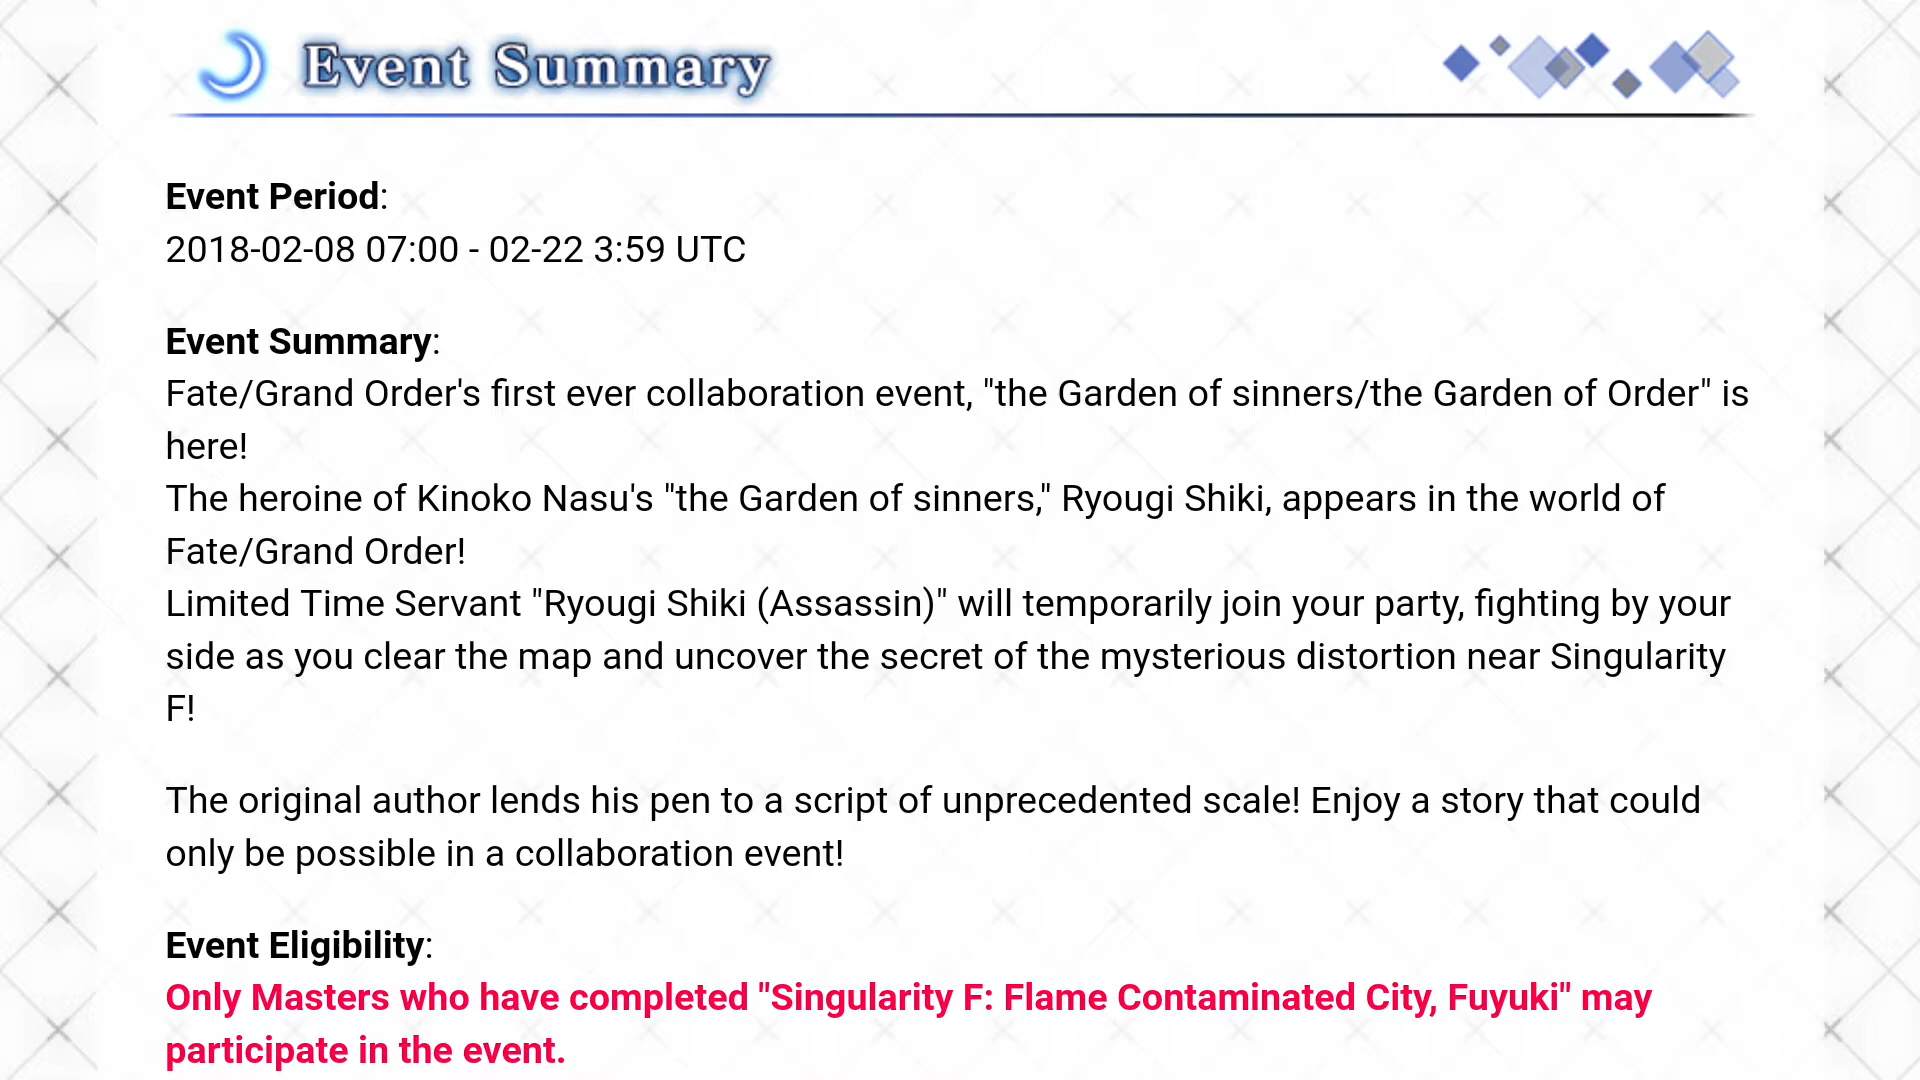 Event Summary
Event Period:
2018-02-08 07:00 - 02-22 3:59 UTC
Event Summary:
Fate/Grand Order's first ever collaboration event, "the Garden of sinners/the Garden of Order" is
here!
The heroine of Kinoko Nasu's "the Garden of sinners," Ryougi Shiki, appears in the world of
Fate/Grand Order!
Limited Time Servant "Ryougi Shiki (Assassin)" will temporarily join your party, fighting by your
side as you clear the map and uncover the secret of the mysterious distortion near Singularity
F!
The original author lends his pen to a script of unprecedented scale! Enjoy a story that could
only be possible in a collaboration event!
Event Eligibility:
Only Masters who have completed "Singularity F: Flame Contaminated City, Fuyuki" may
participate in the event.